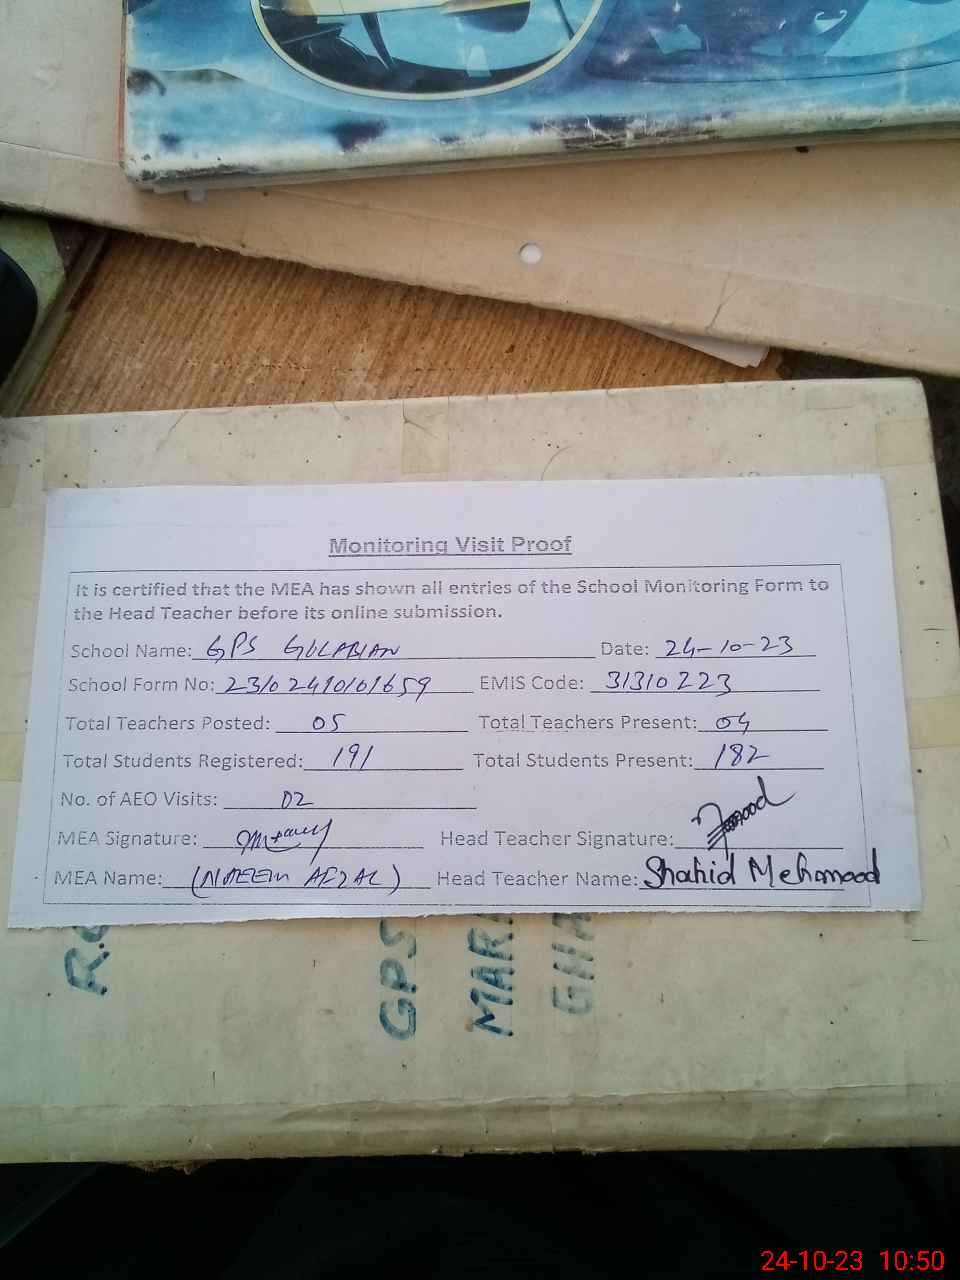 Monitoring Visit Proof
It is certified that the MEA has shown all entries of the School Monitoring Form to
the Head Teacher before its online submission.
School Name: GPS GULABIAN Date: 24-10-23
School Form No: 23102410101659 EMIS Code: 31310223
Total Teachers Posted: 05 Total Teachers Present: 04
Total Students Registered: 191 Total Students Present: 182
No. of AEO Visits: 02
MEA Signature: Head Teacher Signature:
MEA Name: (NAEEM AFZAL) Head Teacher Name: Shahid Mehmood
GPS
24-10-23 10:50